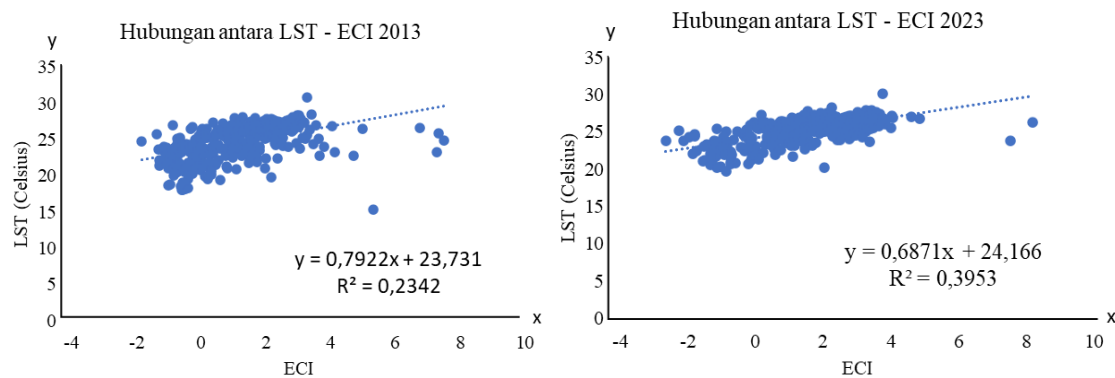 Hubungan antara LST - ECI 2013
y
35
30
25
20
15
10
5
0
LST (Celsius)
y = 0,7922x + 23,731
R² = 0,2342
x
-4
-2
0
2
4
6
8
10
ECI
Hubungan antara LST - ECI 2023
y
35
30
25
20
15
10
5
0
LST (Celsius)
y = 0,6871x + 24,166
R² = 0,3953
x
-4
-2
0
2
4
6
8
10
ECI